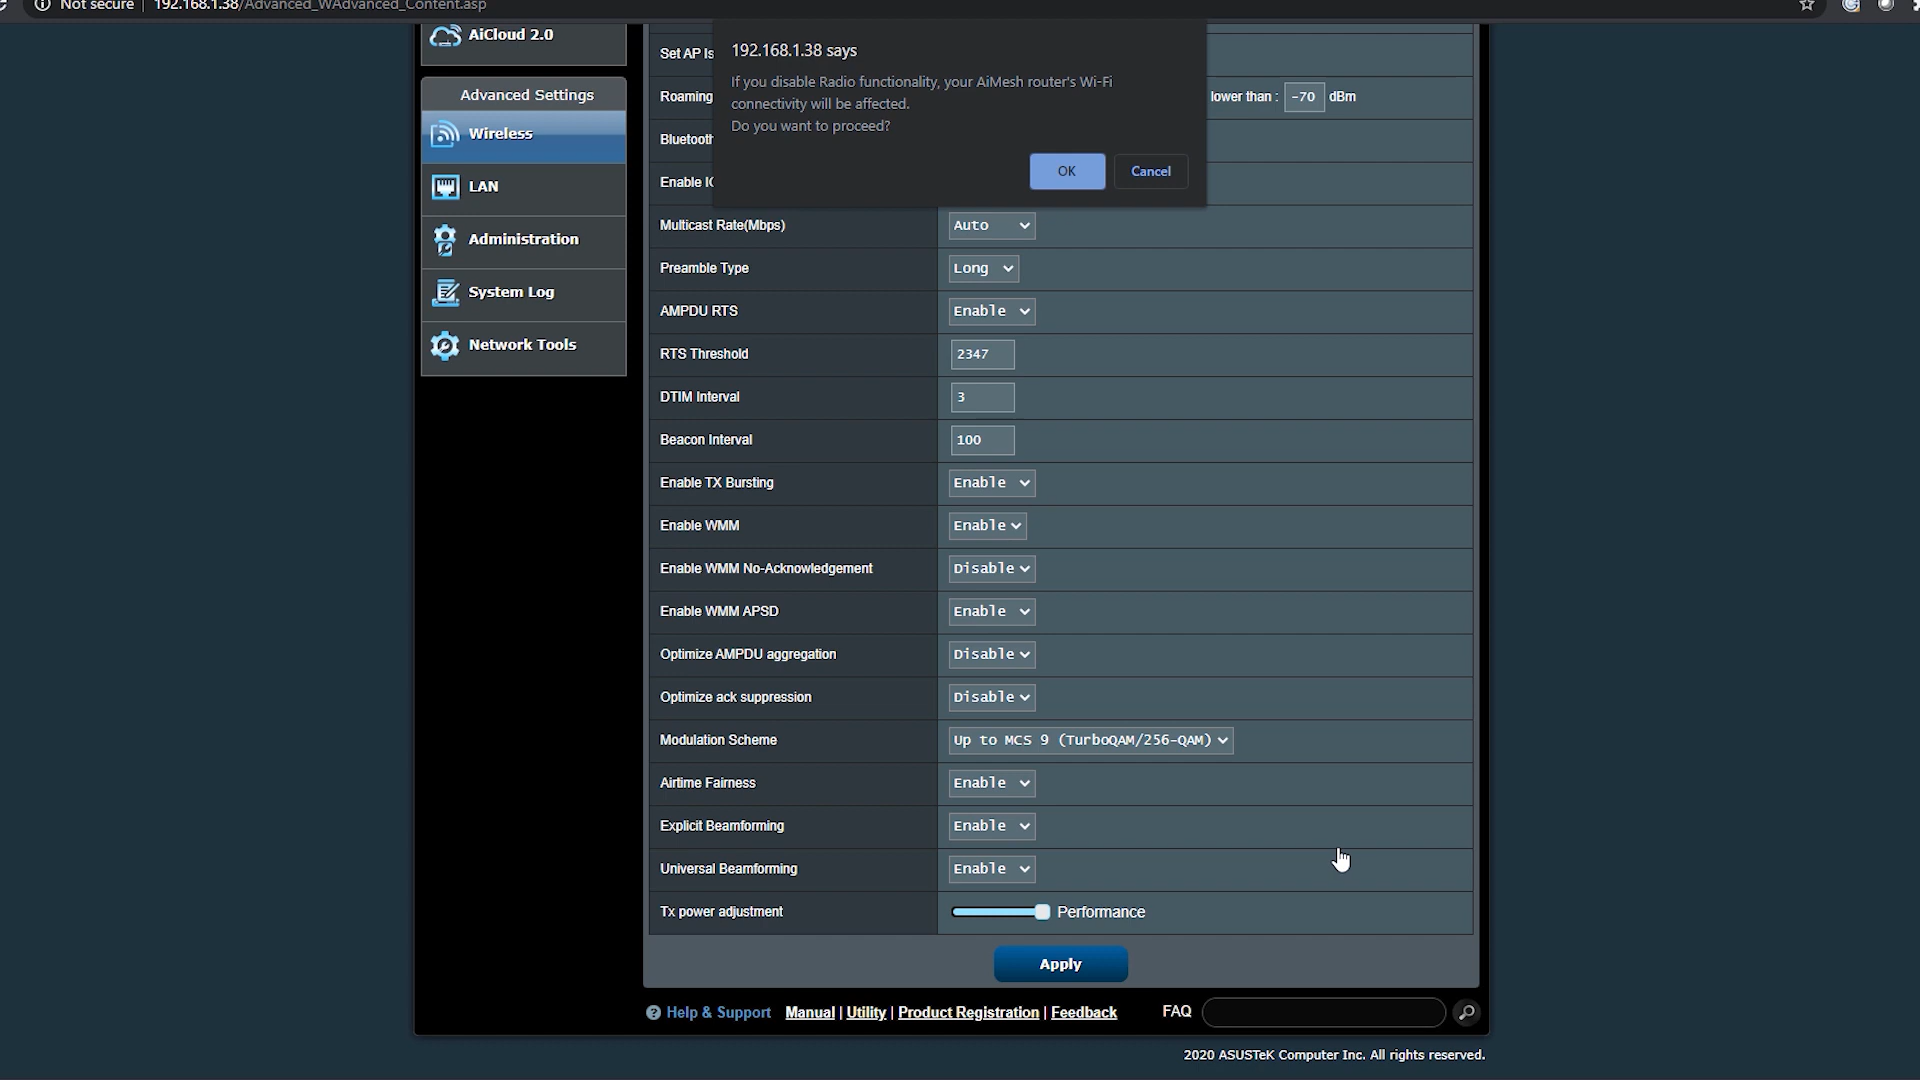 Not secure | 192.168.1.38/Advanced_WAdvanced_Content.asp
AiCloud 2.0
Advanced Settings
Wireless
LAN
Administration
System Log
Network Tools
192.168.1.38 says
If you disable Radio functionality, your AiMesh router's Wi-Fi
connectivity will be affected.
Do you want to proceed?
OK
Cancel
Set AP Is
Roaming
lower than : -70 dBm
Bluetooth
Enable IG
Multicast Rate(Mbps) Auto
Preamble Type Long
AMPDU RTS Enable
RTS Threshold 2347
DTIM Interval 3
Beacon Interval 100
Enable TX Bursting Enable
Enable WMM Enable
Enable WMM No-Acknowledgement Disable
Enable WMM APSD Enable
Optimize AMPDU aggregation Disable
Optimize ack suppression Disable
Modulation Scheme Up to MCS 9 (TurboQAM/256-QAM)
Airtime Fairness Enable
Explicit Beamforming Enable
Universal Beamforming Enable
Tx power adjustment Performance
Apply
? Help & Support Manual | Utility | Product Registration | Feedback FAQ
2020 ASUSTeK Computer Inc. All rights reserved.